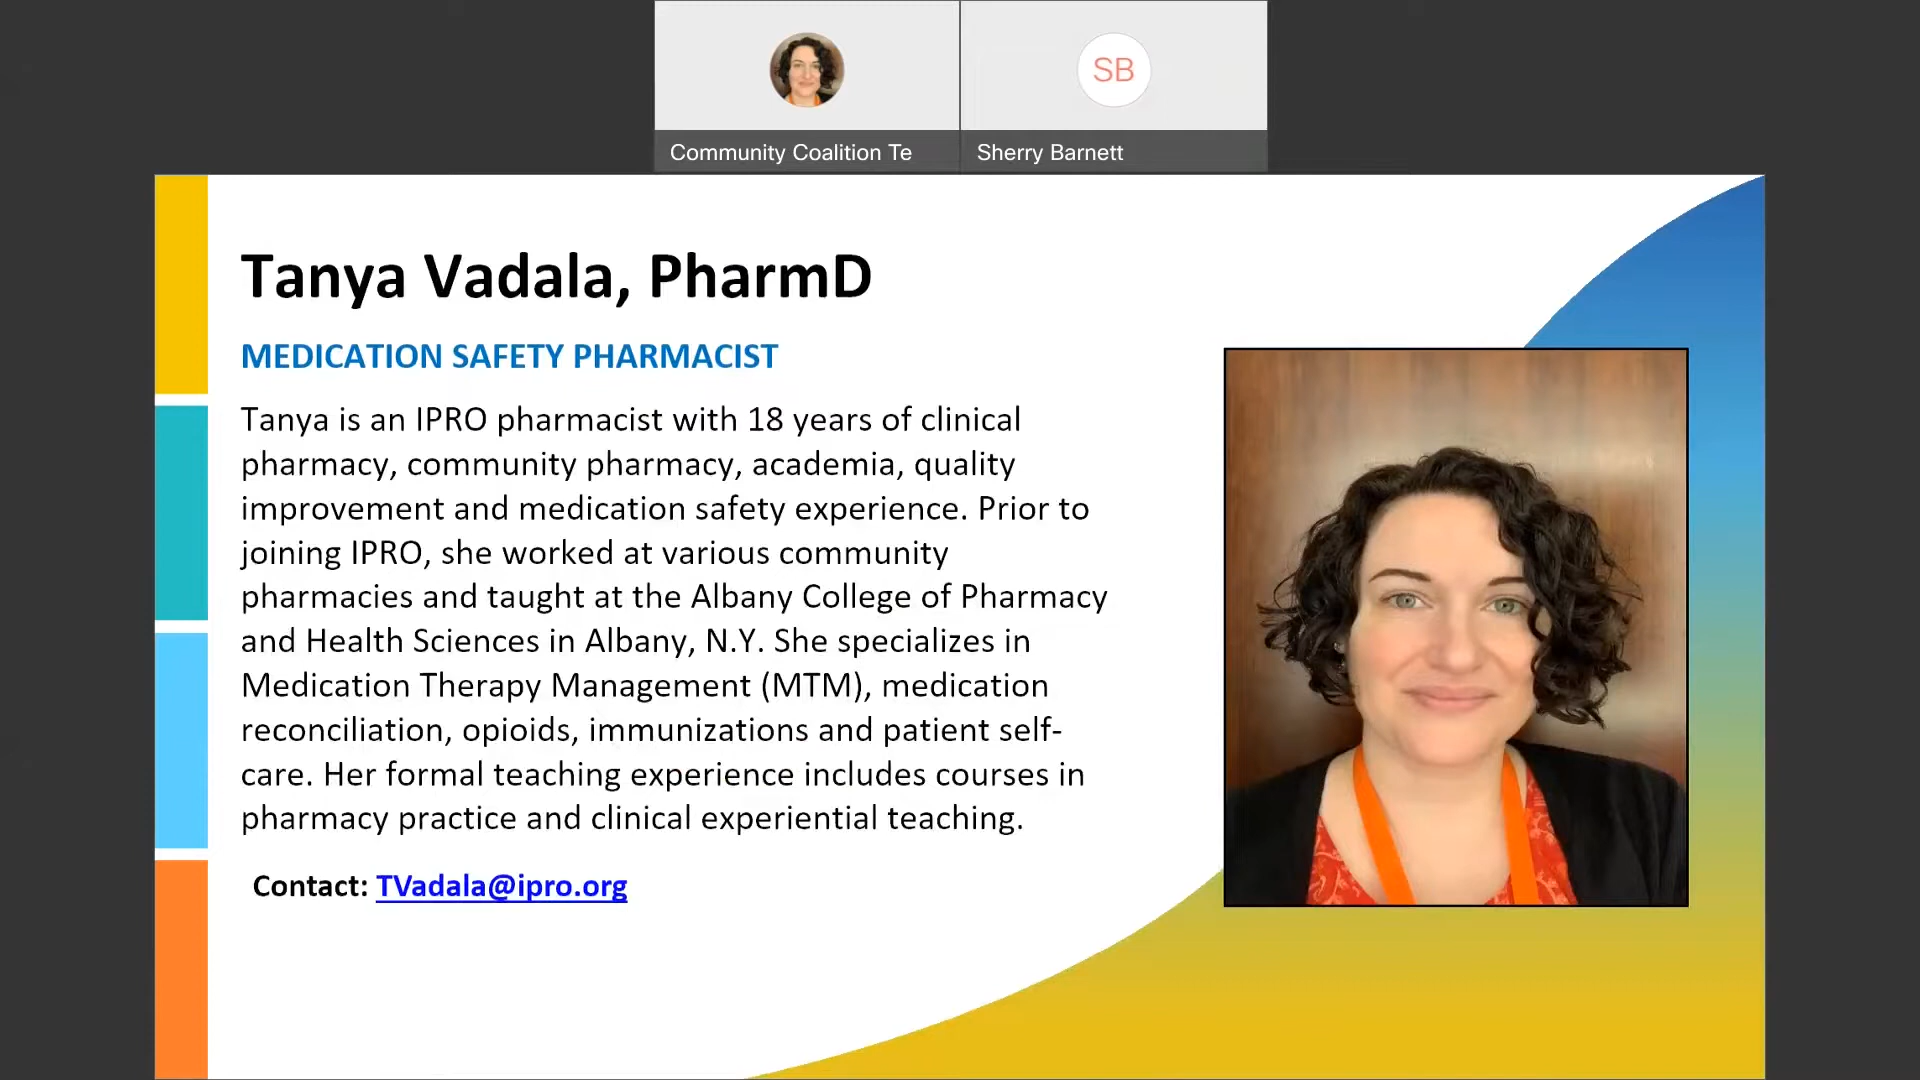 SB
Community Coalition Te
Sherry Barnett
Tanya Vadala, PharmD
MEDICATION SAFETY PHARMACIST
Tanya is an IPRO pharmacist with 18 years of clinical
pharmacy, community pharmacy, academia, quality
improvement and medication safety experience. Prior to
joining IPRO, she worked at various community
pharmacies and taught at the Albany College of Pharmacy
and Health Sciences in Albany, N.Y. She specializes in
Medication Therapy Management (MTM), medication
reconciliation, opioids, immunizations and patient self-
care. Her formal teaching experience includes courses in
pharmacy practice and clinical experiential teaching.
Contact: TVadala@ipro.org